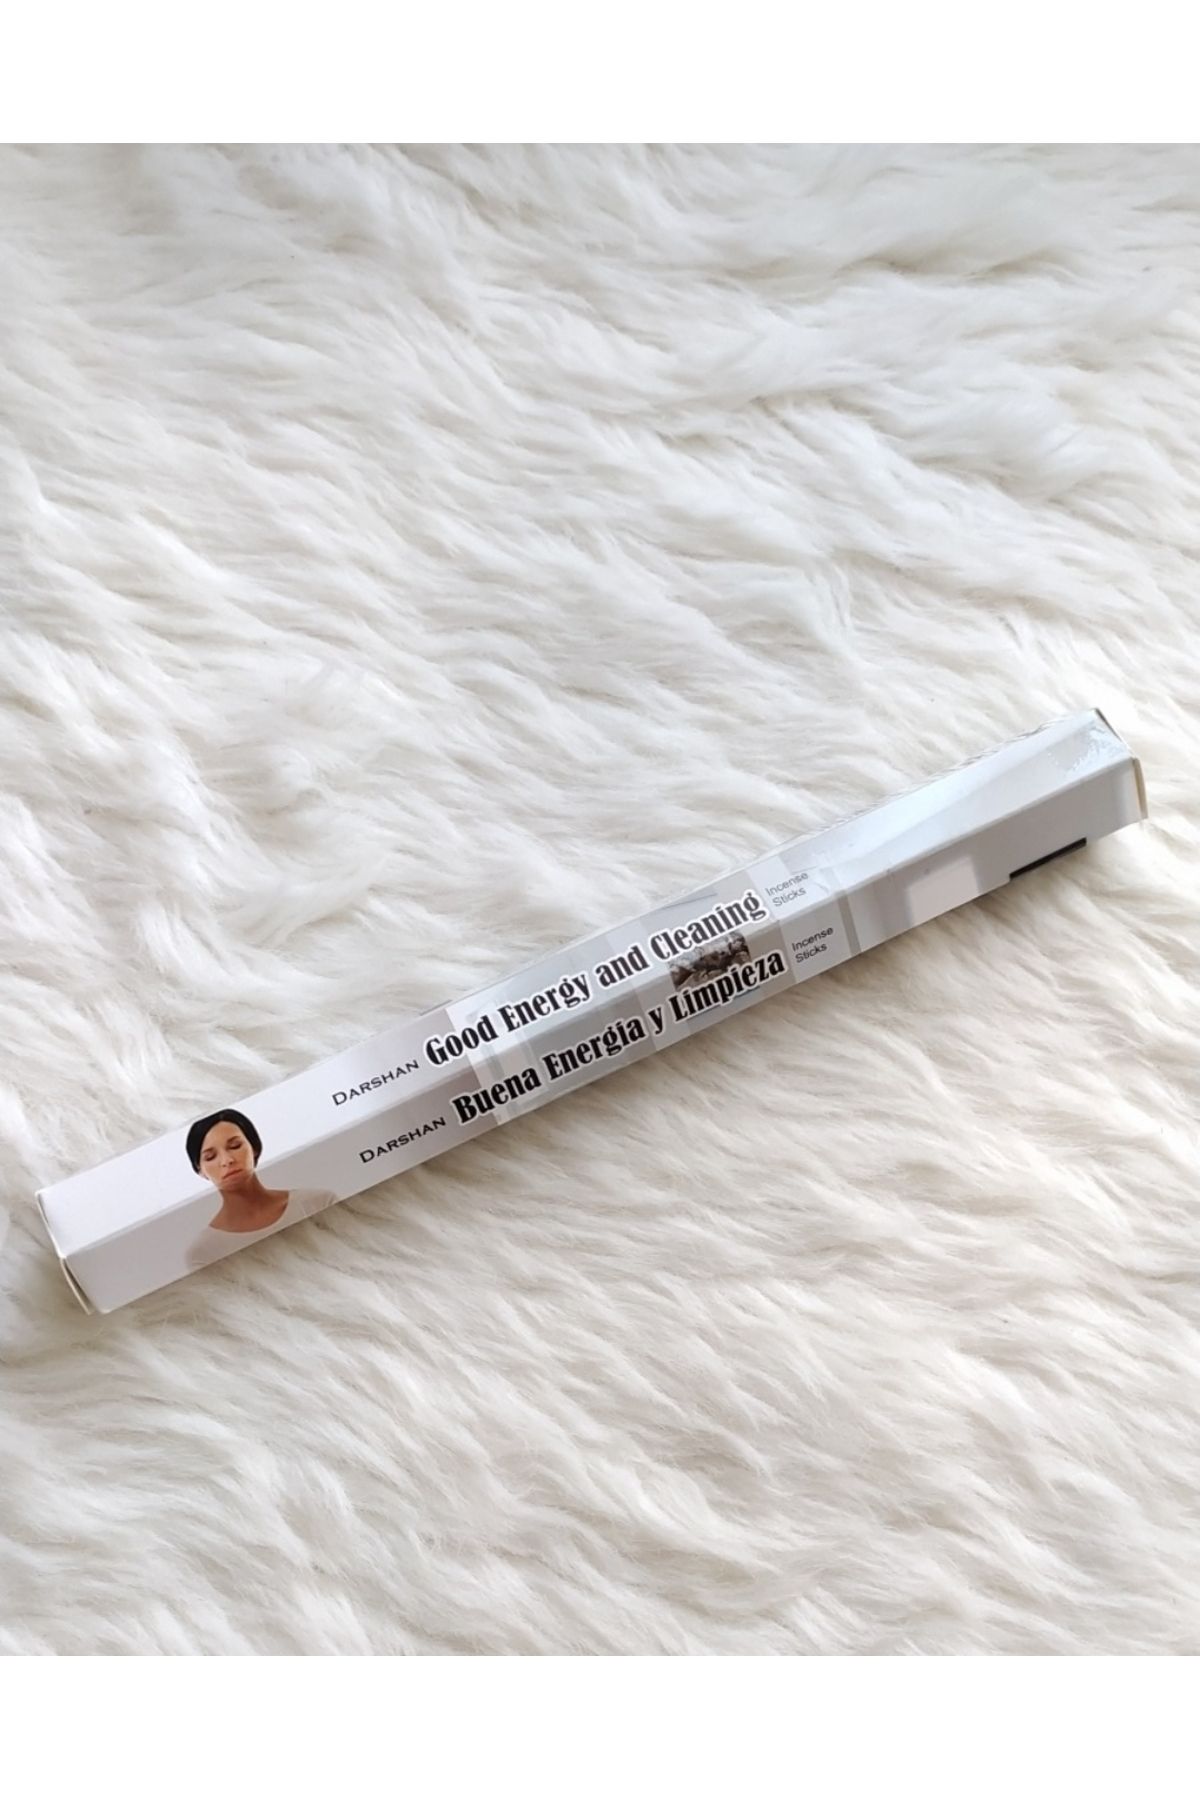 DARSHAN Good Energy and Cleaning Incense Sticks
DARSHAN Buena Energia y Limpieza Incense Sticks